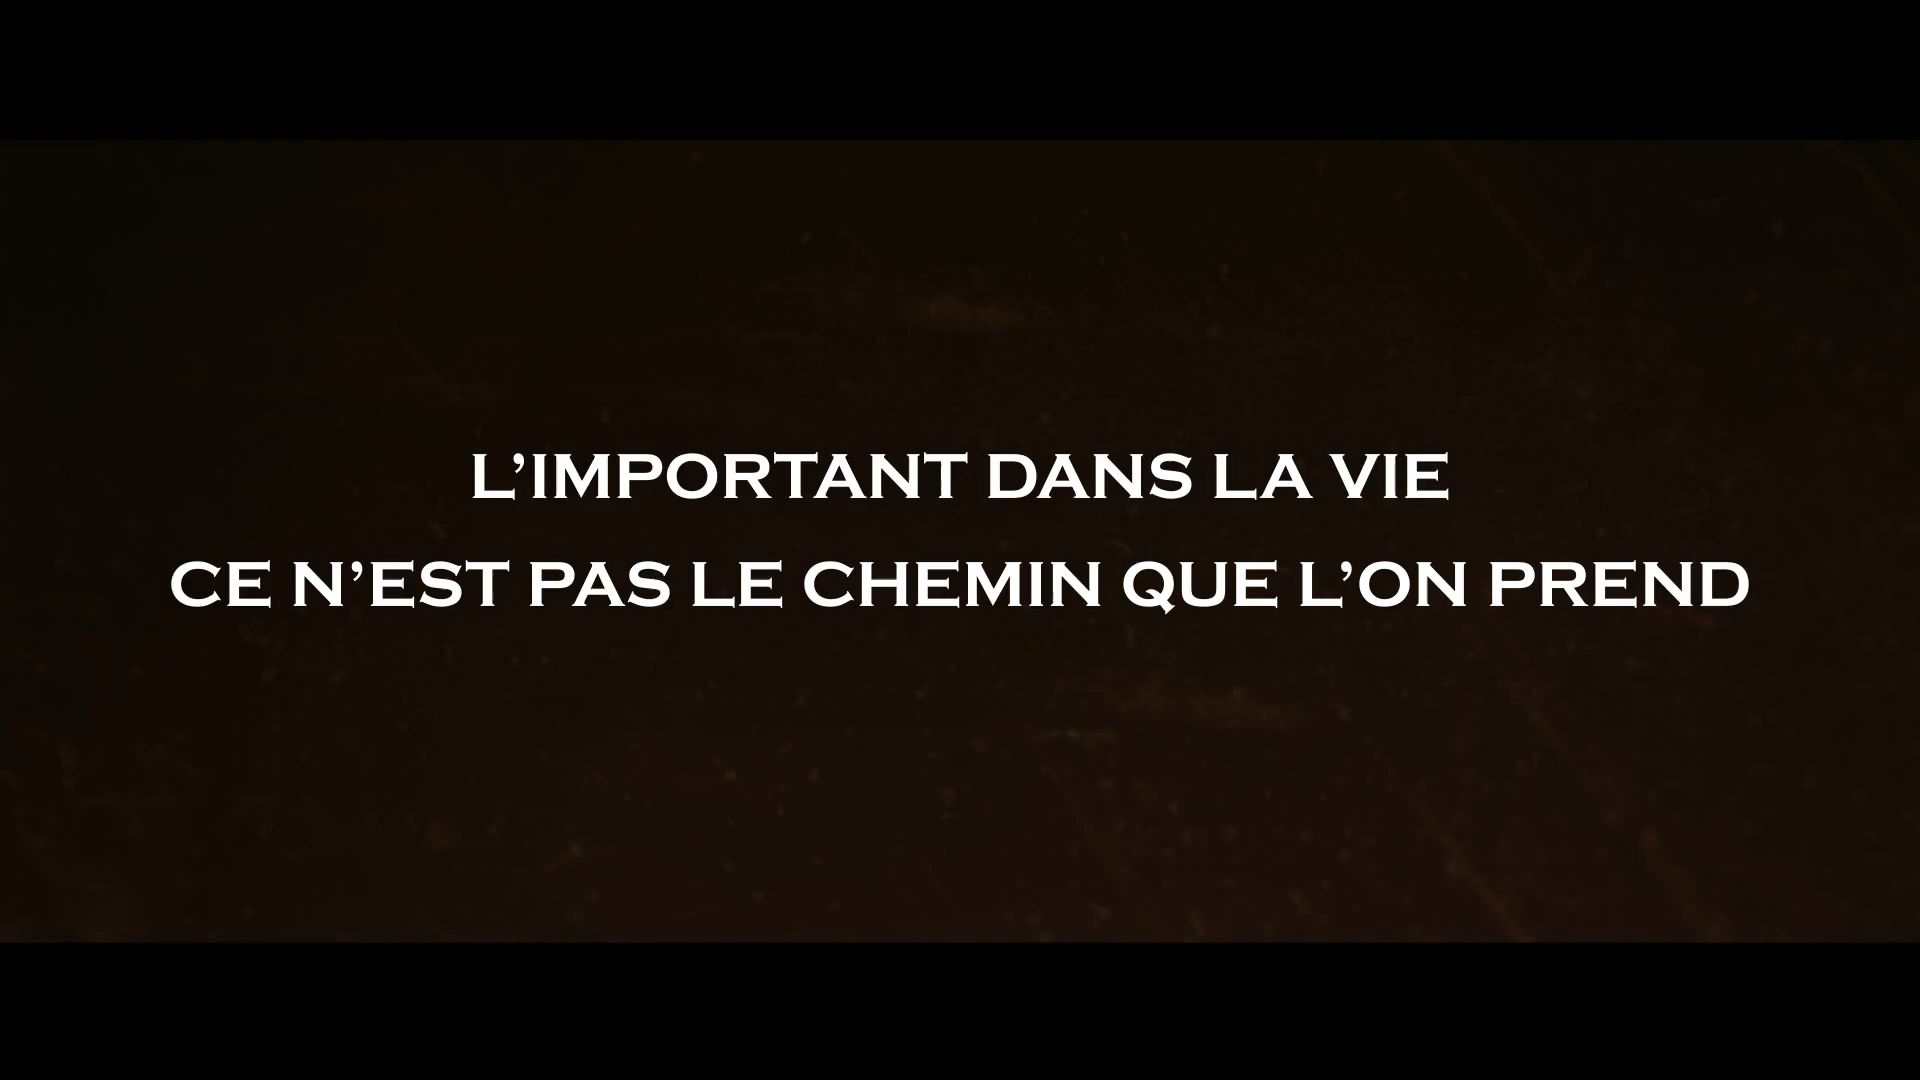 L’IMPORTANT DANS LA VIE
CE N’EST PAS LE CHEMIN QUE L’ON PREND